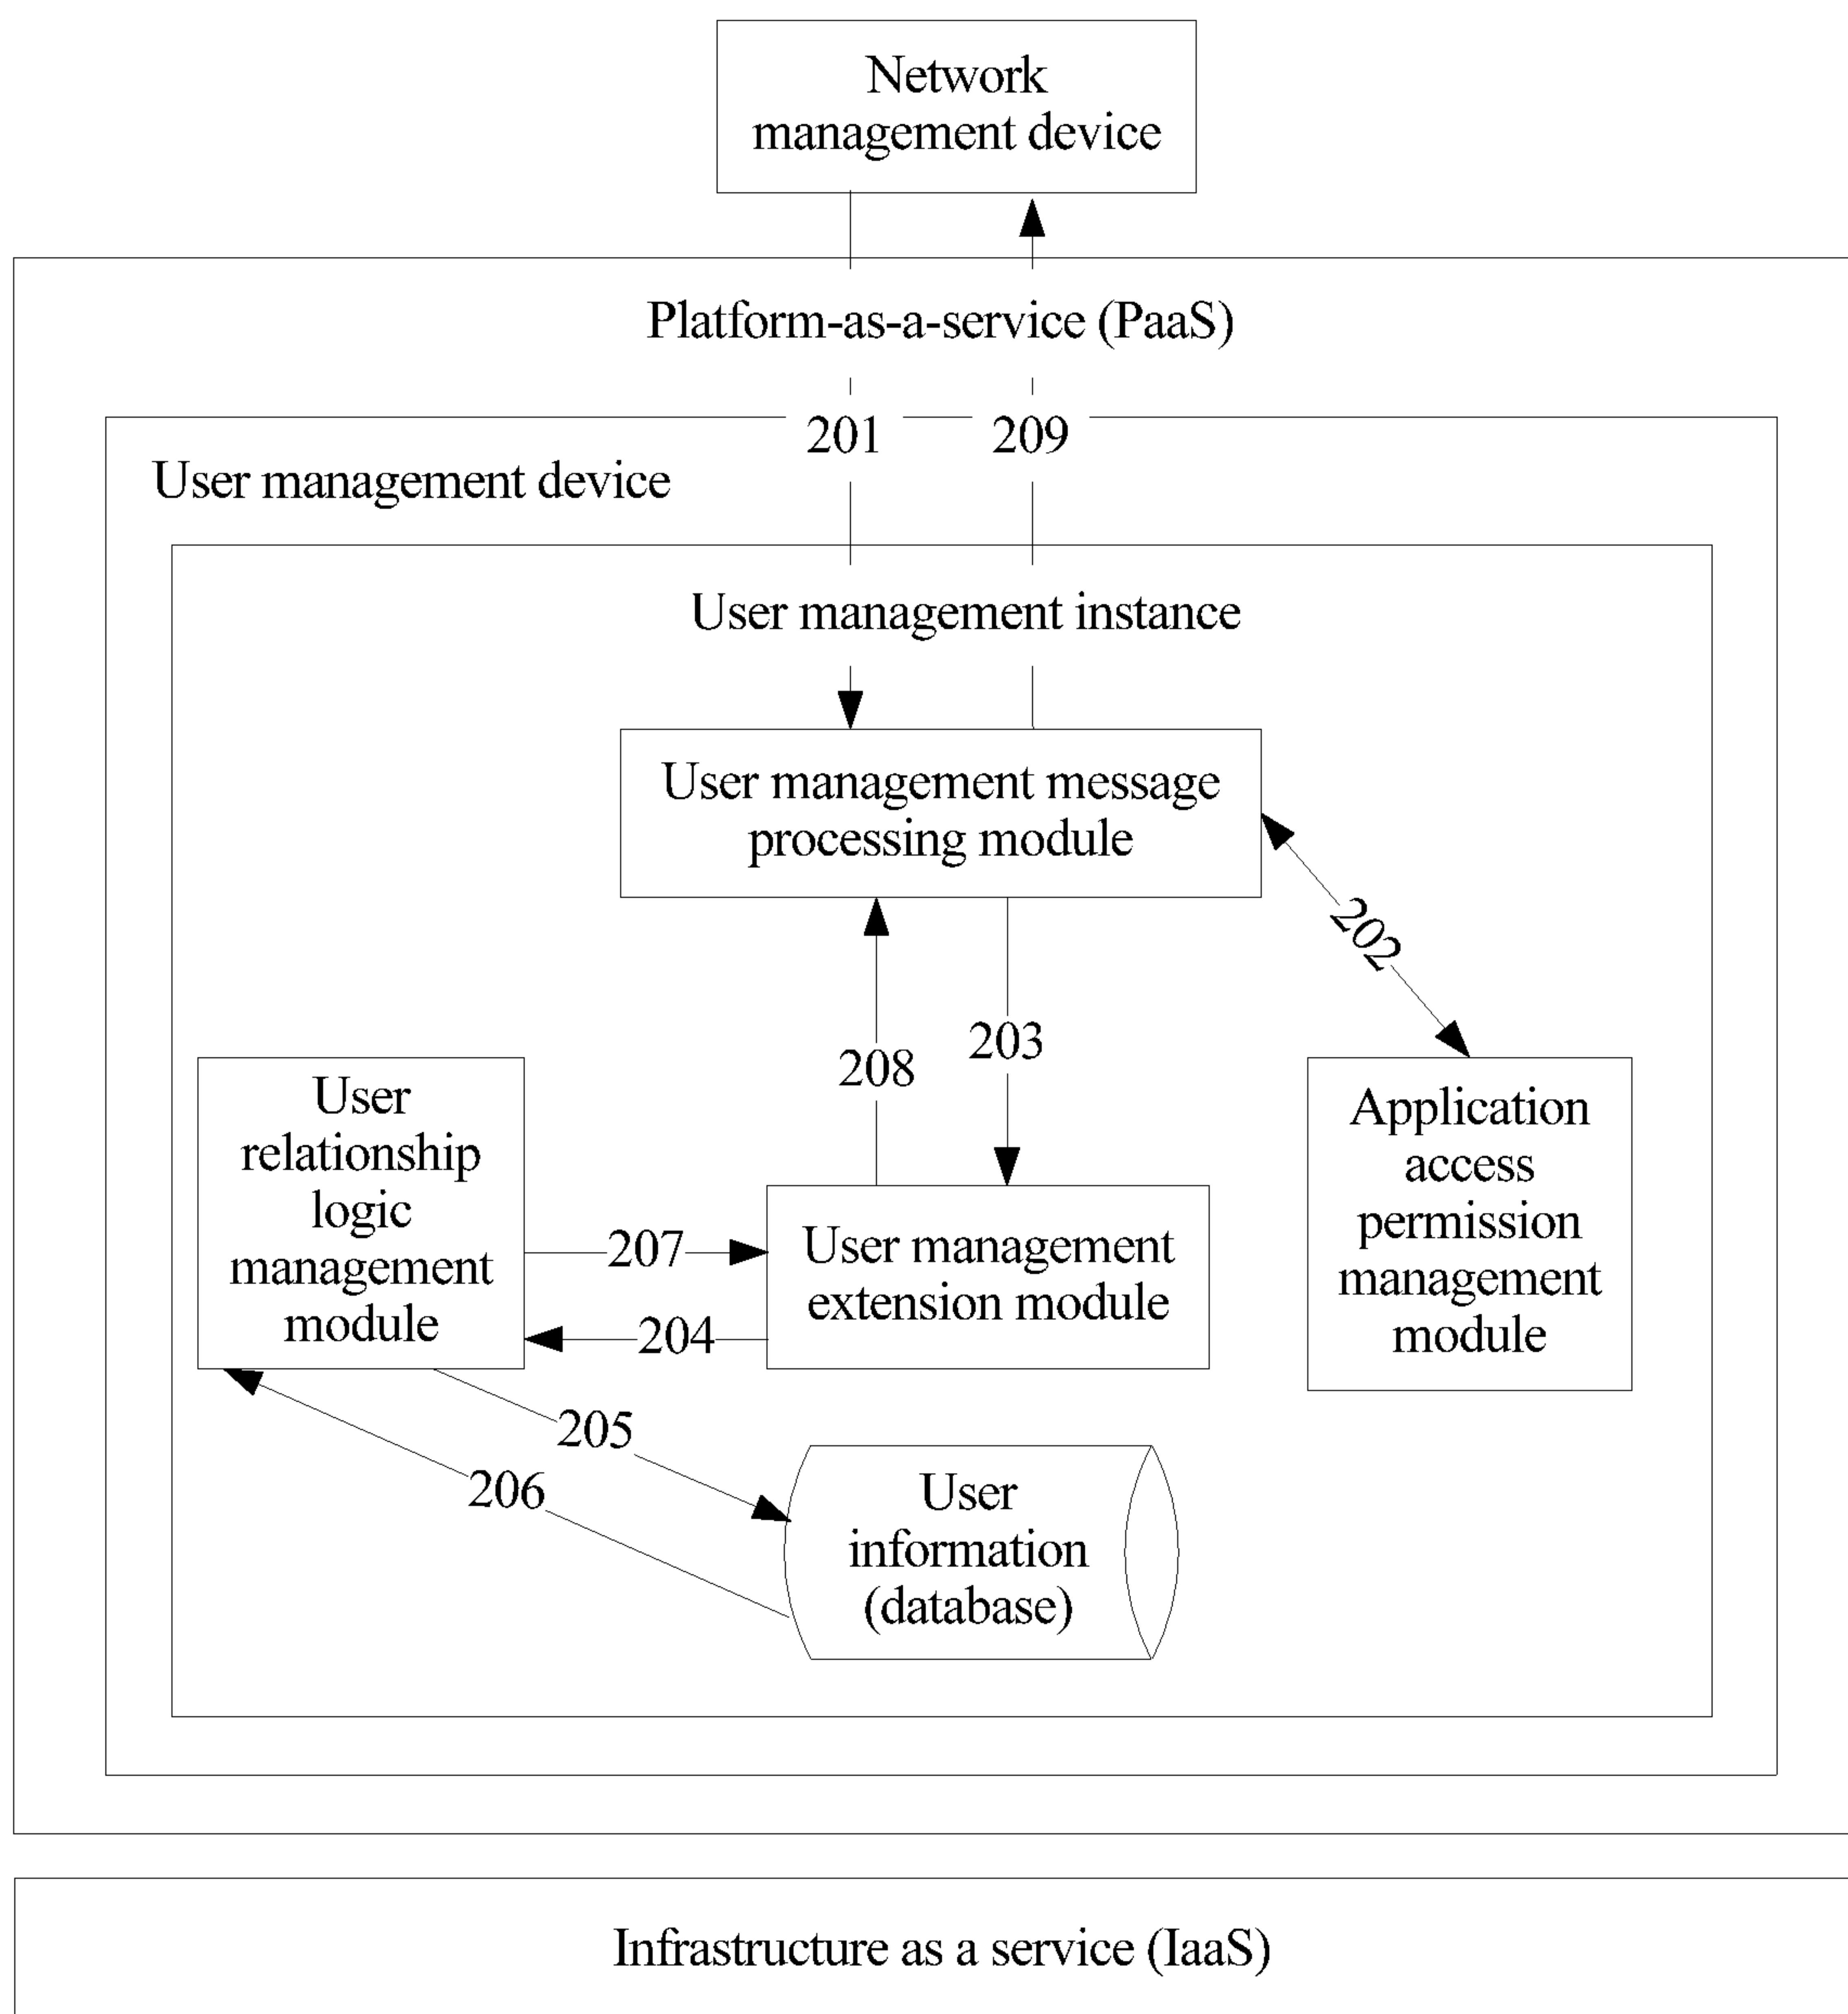 Network
management device
Platform-as-a-service (PaaS)
201
209
User management device
User management instance
User management message
processing module
202
203
208
User
relationship
logic
management
module
Application
access
permission
management
module
207
User management
extension module
204
205
206
User
information
(database)
Infrastructure as a service (IaaS)